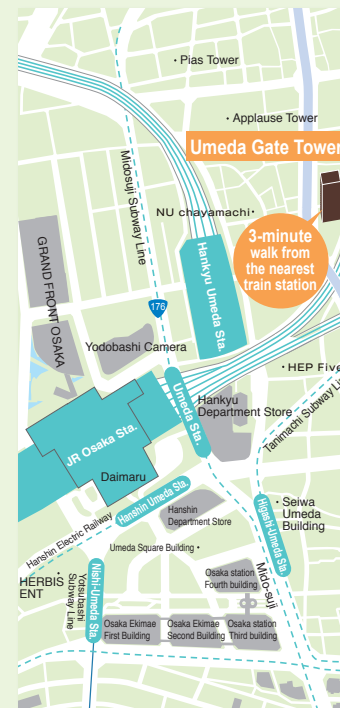 • Pias Tower
• Applause Tower
Umeda Gate Tower
Midosuji Subway Line
NU chayamachi•
3-minute
walk from
the nearest
train station
Hankyu Umeda Sta.
GRAND FRONT OSAKA
176
Yodobashi Camera
• HEP Five
Umeda Sta.
Hankyu
Department Store
Tanimachi Subway Li
JR Osaka Sta.
Daimaru
Hanshin Umeda Sta.
Hanshin
Department Store
Hanshin Electric Railway
Higashi-Umeda Sta.
• Seiwa
Umeda
Building
Umeda Square Building •
HERBIS
ENT
Yotsubashi
Subway Line
Nishi-Umeda Sta.
Osaka station
Fourth building
Mido-suji
Osaka Ekimae
First Building
Osaka Ekimae
Second Building
Osaka station
Third building